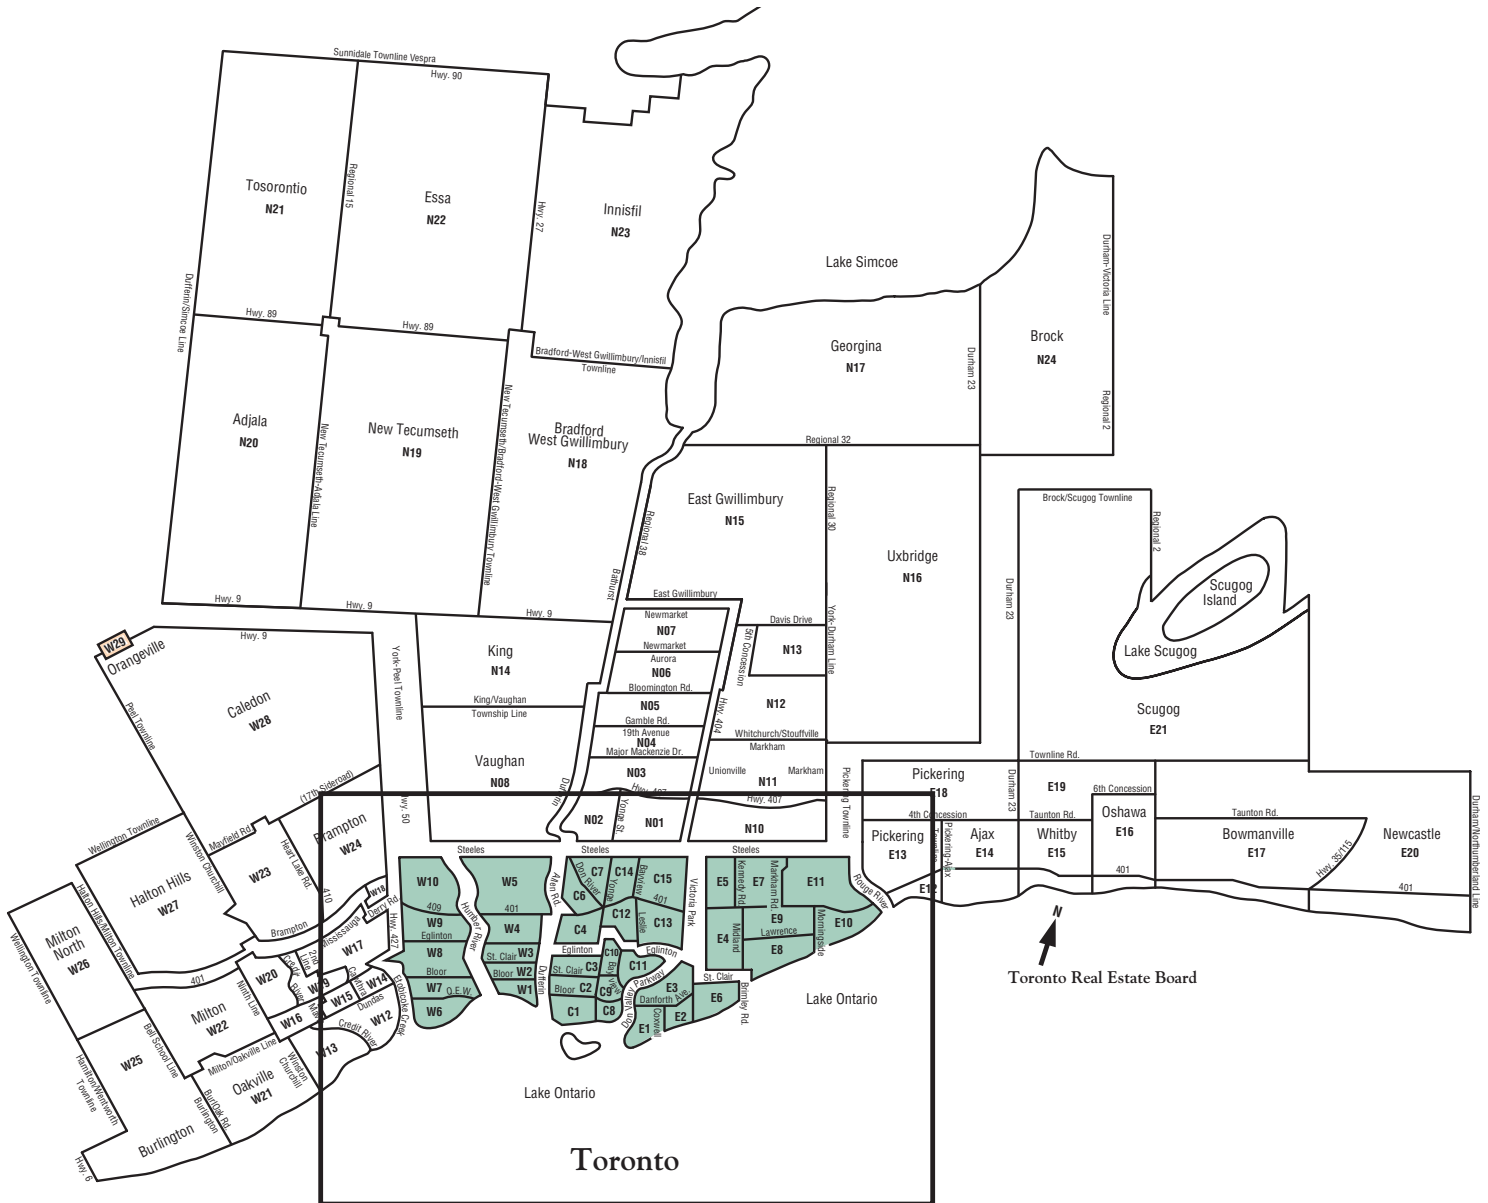 Sunnidale Townline Vespra
Hwy. 90
Tosorontio
N21
Regional 15
Essa
N22
Hwy. 27
Innisfil
N23
Lake Simcoe
Durham-Victoria Line
Dufferin/Simcoe Line
Hwy. 89
Hwy. 89
Bradford-West Gwillimbury/Innisfil
Townline
Georgina
N17
Durham 23
Brock
N24
Regional 2
Adjala
N20
New Tecumseth-Adjala Line
New Tecumseth
N19
New Tecumseth/Bradford-West Gwillimbury Townline
Bradford
West Gwillimbury
N18
Regional 32
Regional 38
East Gwillimbury
N15
Regional 30
Uxbridge
N16
Brock/Scugog Townline
Regional 2
Durham 23
Scugog
Island
Lake Scugog
Scugog
E21
Bathurst
Hwy. 9
Hwy. 9
Hwy. 9
Hwy. 9
East Gwillimbury
Newmarket
N07
Newmarket
Aurora
N06
Bloomington Rd.
N05
Gamble Rd.
19th Avenue
N04
Major Mackenzie Dr.
N03
Hwy. 407
N02
Yonge St.
N01
Davis Drive
5th Concession
N13
York-Durham Line
N12
Hwy. 404
Whitchurch/Stouffville
Markham
Unionville
Markham
N11
Hwy. 407
N10
W29
Orangeville
Peel Townline
Caledon
W28
York-Peel Townline
King
N14
King/Vaughan
Township Line
Vaughan
N08
Dufferin
Hwy. 50
(17th Sideroad)
Wellington Townline
Mayfield Rd.
Winston Churchill
W23
Heart Lake Rd.
Brampton
W24
410
Halton Hills
W27
Halton Hills/Milton Townline
Milton
North
W26
Wellington Townline
Brampton
Mississauga
W18
Derry Rd.
Hwy. 427
W17
401
W20
Ninth Line
Credit
River
2nd
Line
W19
Cawthra
W14
W15
Mav
Dundas
W16
W12
Credit River
W13
Etobicoke Creek
Milton
W22
Milton/Oakville Line
Winston
Churchill
Oakville
W21
Burl/Oak Rd.
Burlington
Bell School Line
W25
Hamilton/Wentworth
Townline
Burlington
Hwy. 6
Townline Rd.
Pickering Townline
Pickering
E18
4th Concession
Durham 23
E19
Taunton Rd.
6th Concession
Oshawa
E16
Taunton Rd.
Pickering
E13
Townline
Pickering-Ajax
Ajax
E14
Whitby
E15
401
E12
Bowmanville
E17
Hwy. 35/115
Newcastle
E20
401
Durham/Northumberland Line
Steeles
Steeles
Steeles
W10
409
W9
Eglinton
W8
Bloor
W7
Q.E.W.
W6
Humber River
W5
401
W4
St. Clair
W3
Bloor
W2
W1
Allen Rd.
Dufferin
C7
Don River
C6
C14
Yonge
Bayview
C15
401
C12
Leslie
C13
C4
Victoria Park
Eglinton
Eglinton
St. Clair
C3
C10
Bayview
C11
Bloor
C2
C9
C1
C8
Don Valley Parkway
E3
Danforth Ave.
E1
Coxwell
E2
St. Clair
E6
Brimley Rd.
E5
Kennedy Rd.
E7
Markham Rd.
E11
Rouge River
E4
Midland
E9
Lawrence
E8
Morningside
E10
N
Toronto Real Estate Board
Lake Ontario
Lake Ontario
Toronto